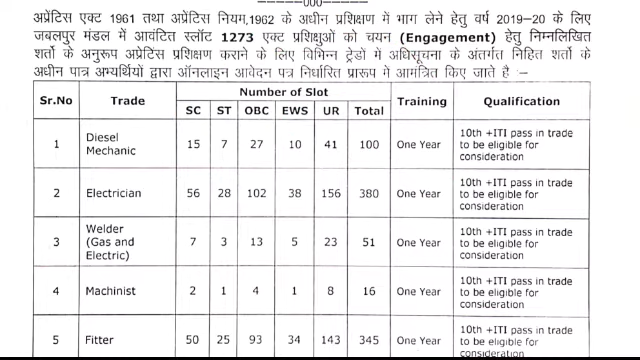 -----000-----
अप्रेंटिस एक्ट 1961 तथा अप्रेंटिस नियम,1962 के अधीन प्रशिक्षण में भाग लेने हेतु वर्ष 2019-20 के लिए
जबलपुर मंडल में आवंटित स्लॉट 1273 एक्ट प्रशिक्षुओं को चयन (Engagement) हेतु निम्नलिखित
शर्तो के अनुरूप अप्रेटिस प्रशिक्षण कराने के लिए विभिन्न ट्रेडों में अधिसूचना के अंतर्गत निहित शर्तो के
अधीन पात्र अभ्यर्थियों द्वारा ऑनलाइन आवेदन पत्र निर्धारित प्रारूप मे आमंत्रित किए जाते है :–
Sr.No Trade Number of Slot Training Qualification
SC ST OBC EWS UR Total
1 Diesel Mechanic 15 7 27 10 41 100 One Year 10th +ITI pass in trade
to be eligible for
consideration
2 Electrician 56 28 102 38 156 380 One Year 10th +ITI pass in trade
to be eligible for
consideration
3 Welder (Gas and Electric) 7 3 13 5 23 51 One Year 10th +ITI pass in trade
to be eligible for
consideration
4 Machinist 2 1 4 1 8 16 One Year 10th +ITI pass in trade
to be eligible for
consideration
5 Fitter 50 25 93 34 143 345 One Year 10th +ITI pass in trade
to be eligible for
consideration